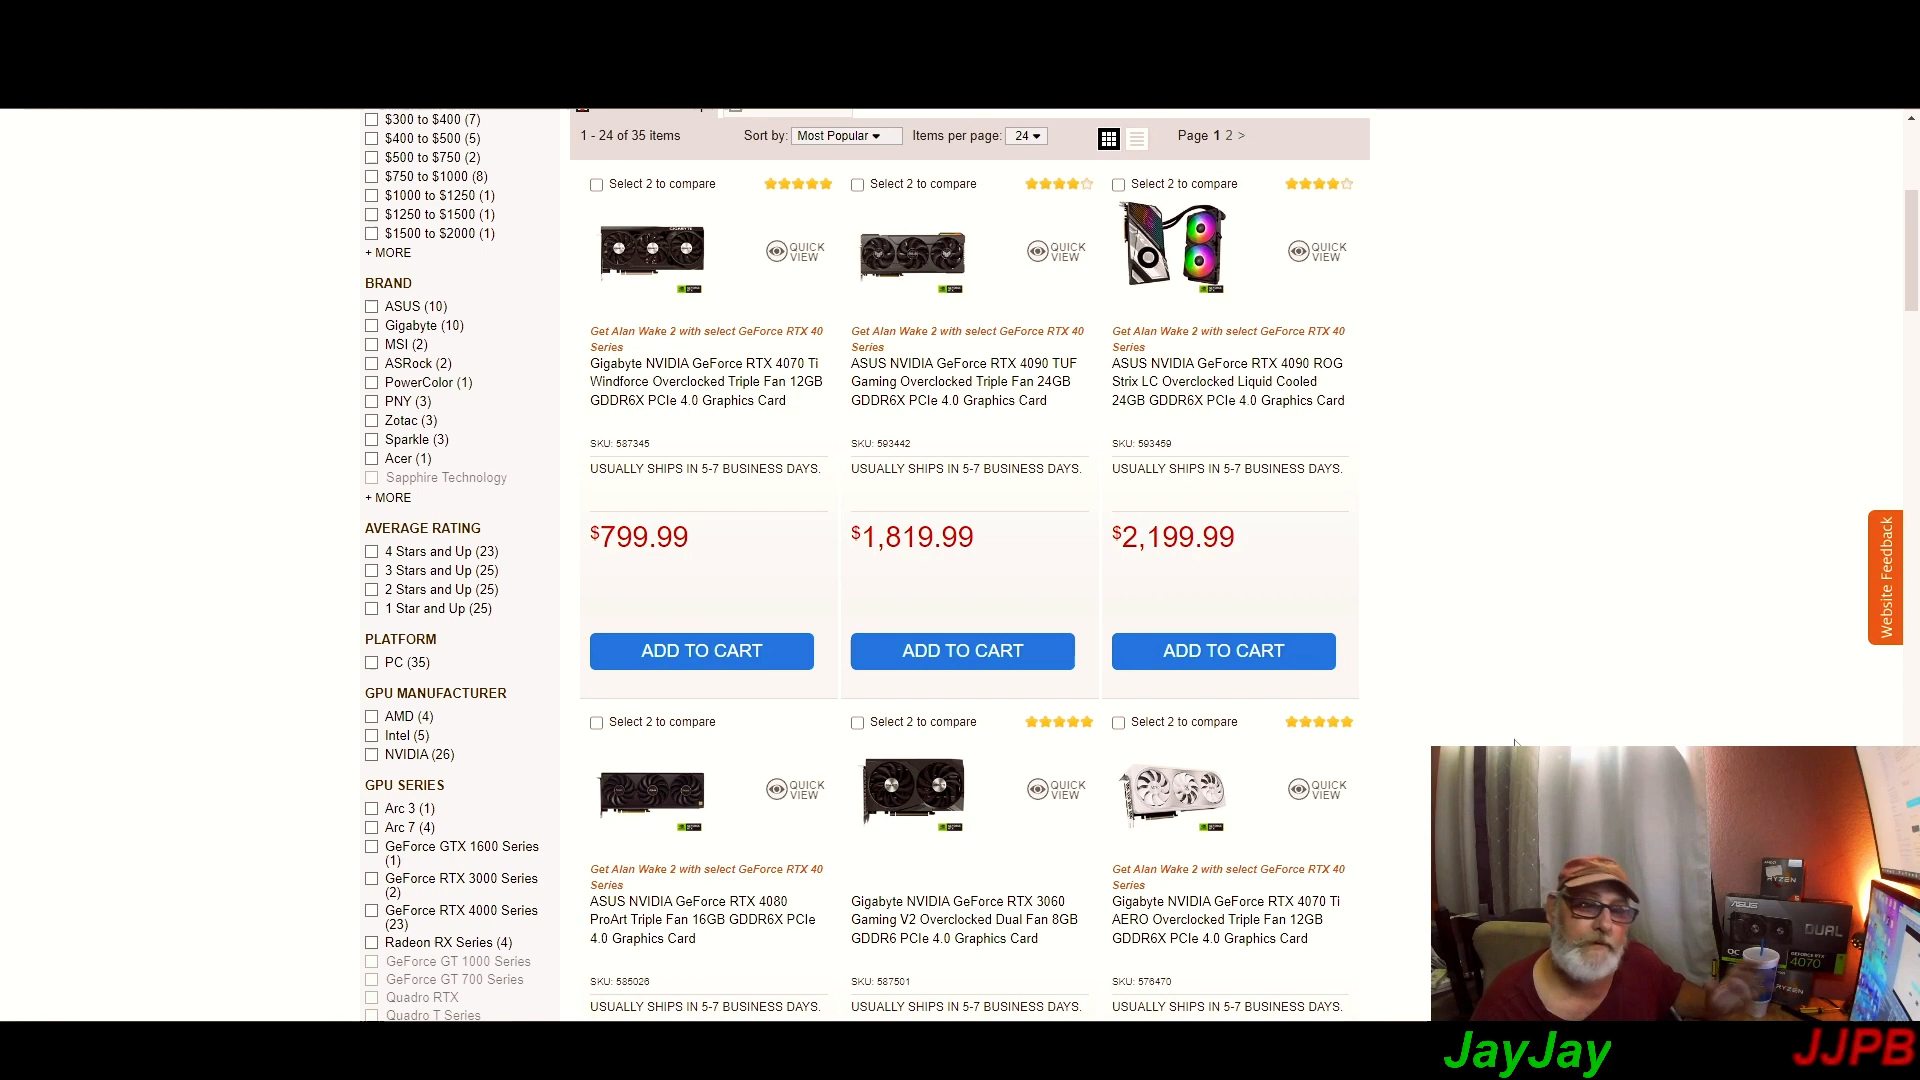 $300 to $400 (7)
$400 to $500 (5)
$500 to $750 (2)
$750 to $1000 (8)
$1000 to $1250 (1)
$1250 to $1500 (1)
$1500 to $2000 (1)
+ MORE
BRAND
ASUS (10)
Gigabyte (10)
MSI (2)
ASRock (2)
PowerColor (1)
PNY (3)
Zotac (3)
Sparkle (3)
Acer (1)
Sapphire Technology
+ MORE
AVERAGE RATING
4 Stars and Up (23)
3 Stars and Up (25)
2 Stars and Up (25)
1 Star and Up (25)
PLATFORM
PC (35)
GPU MANUFACTURER
AMD (4)
Intel (5)
NVIDIA (26)
GPU SERIES
Arc 3 (1)
Arc 7 (4)
GeForce GTX 1600 Series
(1)
GeForce RTX 3000 Series
(2)
GeForce RTX 4000 Series
(23)
Radeon RX Series (4)
GeForce GT 1000 Series
GeForce GT 700 Series
Quadro RTX
Quadro T Series
1 - 24 of 35 items Sort by: Most Popular Items per page: 24 Page 1 2 >
Select 2 to compare
QUICK
VIEW
Get Alan Wake 2 with select GeForce RTX 40
Series
Gigabyte NVIDIA GeForce RTX 4070 Ti
Windforce Overclocked Triple Fan 12GB
GDDR6X PCIe 4.0 Graphics Card
SKU: 587345
USUALLY SHIPS IN 5-7 BUSINESS DAYS.
$799.99
ADD TO CART
Select 2 to compare
QUICK
VIEW
Get Alan Wake 2 with select GeForce RTX 40
Series
ASUS NVIDIA GeForce RTX 4090 TUF
Gaming Overclocked Triple Fan 24GB
GDDR6X PCIe 4.0 Graphics Card
SKU: 593442
USUALLY SHIPS IN 5-7 BUSINESS DAYS.
$1,819.99
ADD TO CART
Select 2 to compare
QUICK
VIEW
Get Alan Wake 2 with select GeForce RTX 40
Series
ASUS NVIDIA GeForce RTX 4090 ROG
Strix LC Overclocked Liquid Cooled
24GB GDDR6X PCIe 4.0 Graphics Card
SKU: 593459
USUALLY SHIPS IN 5-7 BUSINESS DAYS.
$2,199.99
ADD TO CART
Select 2 to compare
QUICK
VIEW
Get Alan Wake 2 with select GeForce RTX 40
Series
ASUS NVIDIA GeForce RTX 4080
ProArt Triple Fan 16GB GDDR6X PCIe
4.0 Graphics Card
SKU: 585026
USUALLY SHIPS IN 5-7 BUSINESS DAYS.
Select 2 to compare
QUICK
VIEW
Gigabyte NVIDIA GeForce RTX 3060
Gaming V2 Overclocked Dual Fan 8GB
GDDR6 PCIe 4.0 Graphics Card
SKU: 587501
USUALLY SHIPS IN 5-7 BUSINESS DAYS.
Select 2 to compare
QUICK
VIEW
Get Alan Wake 2 with select GeForce RTX 40
Series
Gigabyte NVIDIA GeForce RTX 4070 Ti
AERO Overclocked Triple Fan 12GB
GDDR6X PCIe 4.0 Graphics Card
SKU: 576470
USUALLY SHIPS IN 5-7 BUSINESS DAYS.
Website Feedback
RYZEN
ASUS
DUAL
OC
4070
RYZEN
JayJay
JJPB